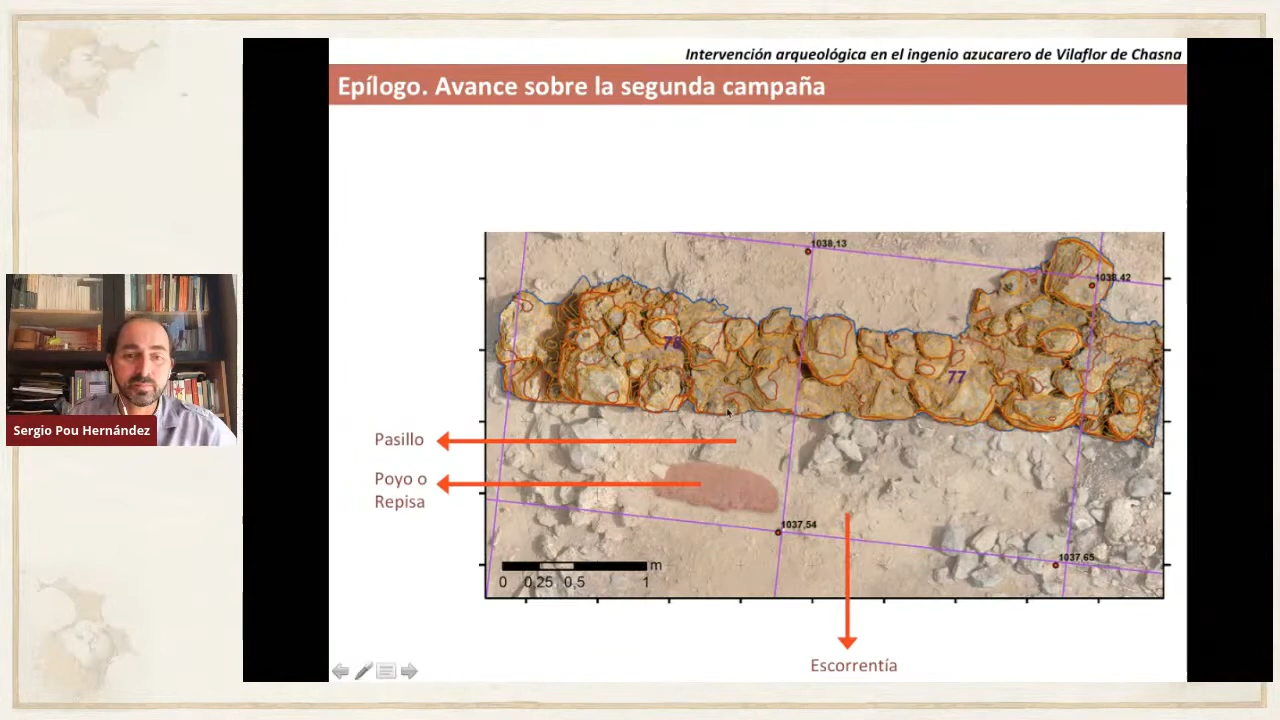 Intervención arqueológica en el ingenio azucarero de Vilaflor de Chasna
Epílogo. Avance sobre la segunda campaña
1038,13
1038,42
78
77
Sergio Pou Hernández
Pasillo
Poyo o
Repisa
1037,54
1037,65
m
0 0,25 0,5 1
Escorrentía